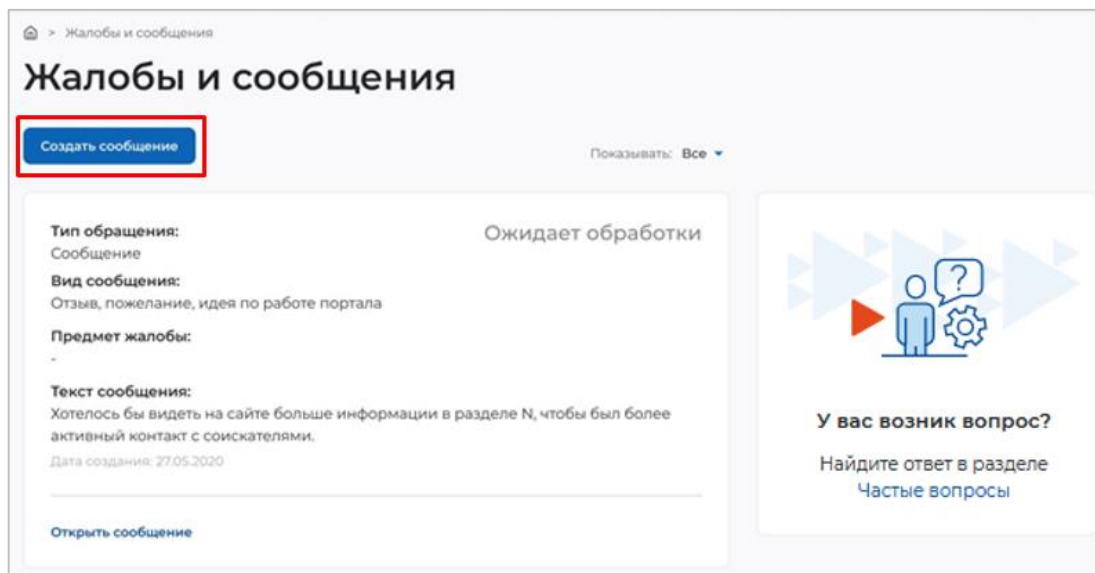 > Жалобы и сообщения
Жалобы и сообщения
Создать сообщение
Показывать: Все
Тип обращения:
Ожидает обработки
Сообщение
Вид сообщения:
Отзыв, пожелание, идея по работе портала
Предмет жалобы:
-
Текст сообщения:
Хотелось бы видеть на сайте больше информации в разделе N, чтобы был более
активный контакт с соискателями.
Дата создания: 27.05.2020
Открыть сообщение
?
У вас возник вопрос?
Найдите ответ в разделе
Частые вопросы